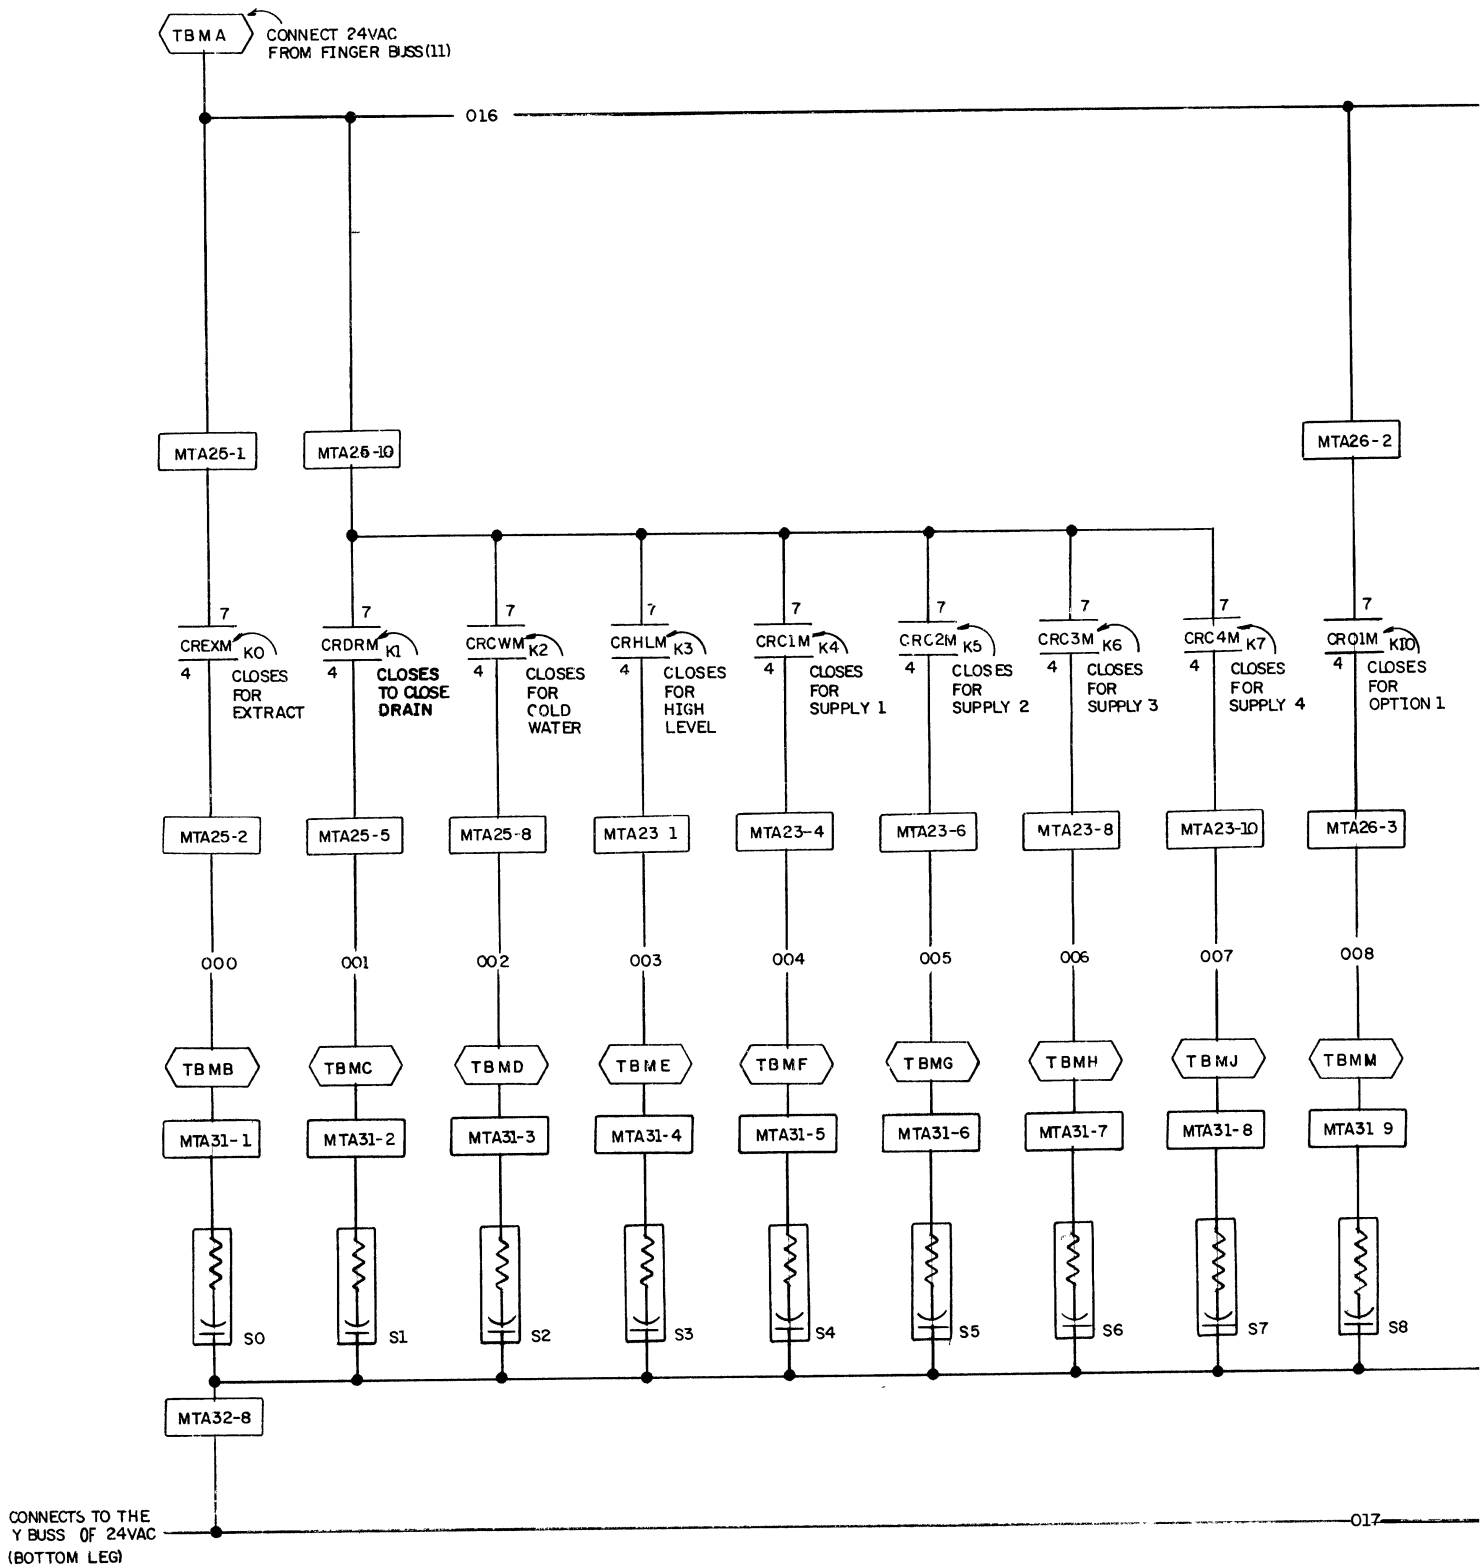 TBMA
CONNECT 24VAC
FROM FINGER BUSS(11)
016
MTA25-1
MTA25-10
MTA26-2
7 7 7 7 7 7 7 7 7
CREXM K0
CRDRM K1
CRCWM K2
CRHLM K3
CRC1M K4
CRC2M K5
CRC3M K6
CRC4M K7
CRO1M K10
4 4 4 4 4 4 4 4 4
CLOSES
FOR
EXTRACT
CLOSES
TO CLOSE
DRAIN
CLOSES
FOR
COLD
WATER
CLOSES
FOR
HIGH
LEVEL
CLOSES
FOR
SUPPLY 1
CLOSES
FOR
SUPPLY 2
CLOSES
FOR
SUPPLY 3
CLOSES
FOR
SUPPLY 4
CLOSES
FOR
OPTION 1
MTA25-2
MTA25-5
MTA25-8
MTA23 1
MTA23-4
MTA23-6
MTA23-8
MTA23-10
MTA26-3
000 001 002 003 004 005 006 007 008
TBMB TBMC TBMD TBME TBMF TBMG TBMH TBMJ TBMM
MTA31-1
MTA31-2
MTA31-3
MTA31-4
MTA31-5
MTA31-6
MTA31-7
MTA31-8
MTA31 9
S0 S1 S2 S3 S4 S5 S6 S7 S8
MTA32-8
CONNECTS TO THE
Y BUSS OF 24VAC
(BOTTOM LEG)
017